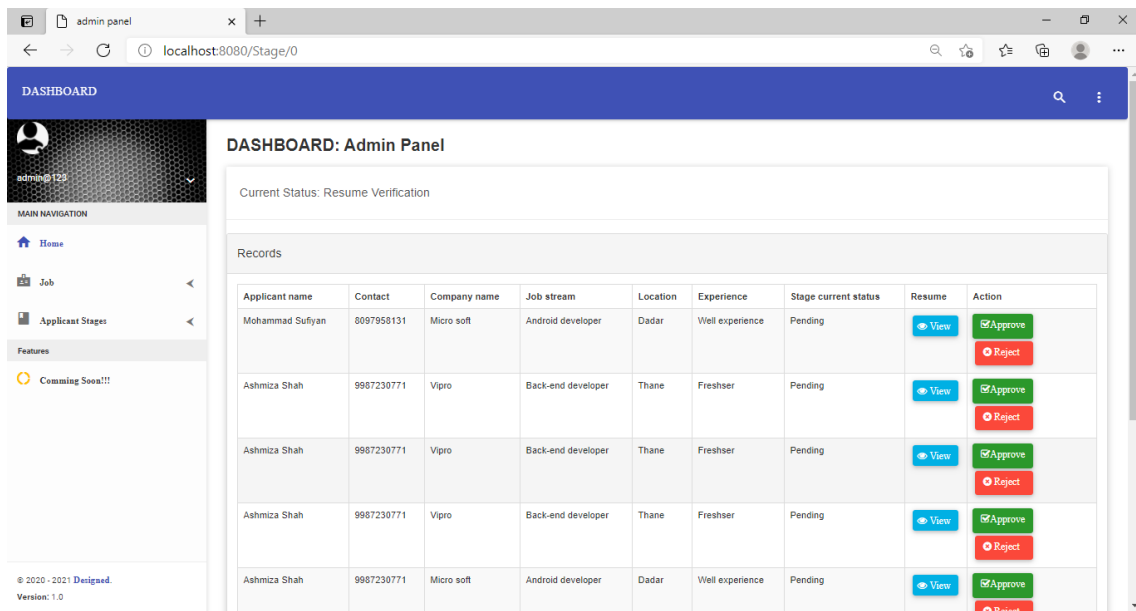 admin panel
localhost:8080/Stage/0
DASHBOARD
admin@123
MAIN NAVIGATION
Home
Job
Applicant Stages
Features
Comming Soon!!!
© 2020 - 2021 Designed.
Version: 1.0
DASHBOARD: Admin Panel
Current Status: Resume Verification
Records
Applicant name Contact Company name Job stream Location Experience Stage current status Resume Action
Mohammad Sufiyan 8097958131 Micro soft Android developer Dadar Well experience Pending View Approve
Reject
Ashmiza Shah 9987230771 Vipro Back-end developer Thane Freshser Pending View Approve
Reject
Ashmiza Shah 9987230771 Vipro Back-end developer Thane Freshser Pending View Approve
Reject
Ashmiza Shah 9987230771 Vipro Back-end developer Thane Freshser Pending View Approve
Reject
Ashmiza Shah 9987230771 Micro soft Android developer Dadar Well experience Pending View Approve
Reject